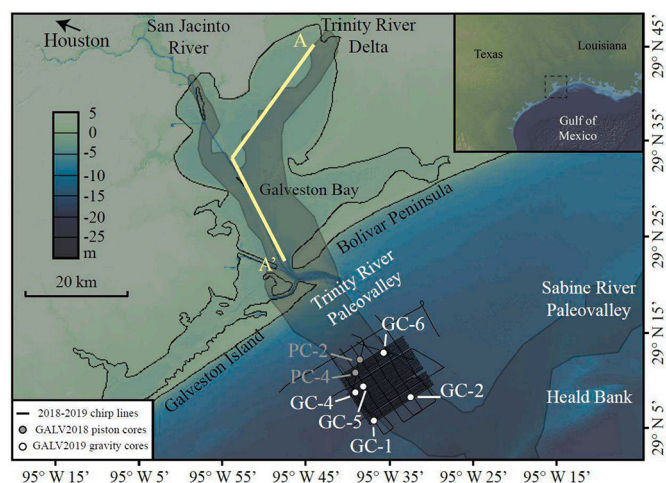 Houston
San Jacinto
River
A
Trinity River
Delta
Texas
Louisiana
Gulf of
Mexico
5
0
-5
-10
-15
-20
-25
m
20 km
Galveston Bay
Bolivar Peninsula
A’
Trinity River
Paleovalley
Galveston Island
Sabine River
Paleovalley
Heald Bank
GC-6
PC-2
PC-4
GC-4
GC-5
GC-2
GC-1
2018-2019 chirp lines
GALV2018 piston cores
GALV2019 gravity cores
29° N 45'
29° N 35'
29° N 25'
29° N 15'
29° N 5'
95° W 15'
95° W 5'
95° W 55'
95° W 45'
95° W 35'
95° W 25'
95° W 15'